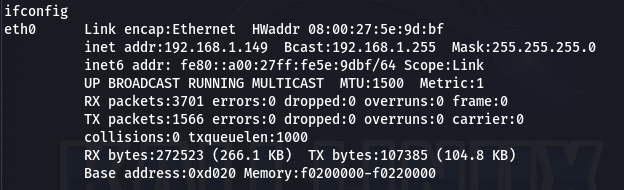 ifconfig
eth0      Link encap:Ethernet  HWaddr 08:00:27:5e:9d:bf
          inet addr:192.168.1.149  Bcast:192.168.1.255  Mask:255.255.255.0
          inet6 addr: fe80::a00:27ff:fe5e:9dbf/64 Scope:Link
          UP BROADCAST RUNNING MULTICAST  MTU:1500  Metric:1
          RX packets:3701 errors:0 dropped:0 overruns:0 frame:0
          TX packets:1566 errors:0 dropped:0 overruns:0 carrier:0
          collisions:0 txqueuelen:1000
          RX bytes:272523 (266.1 KB)  TX bytes:107385 (104.8 KB)
          Base address:0xd020 Memory:f0200000-f0220000